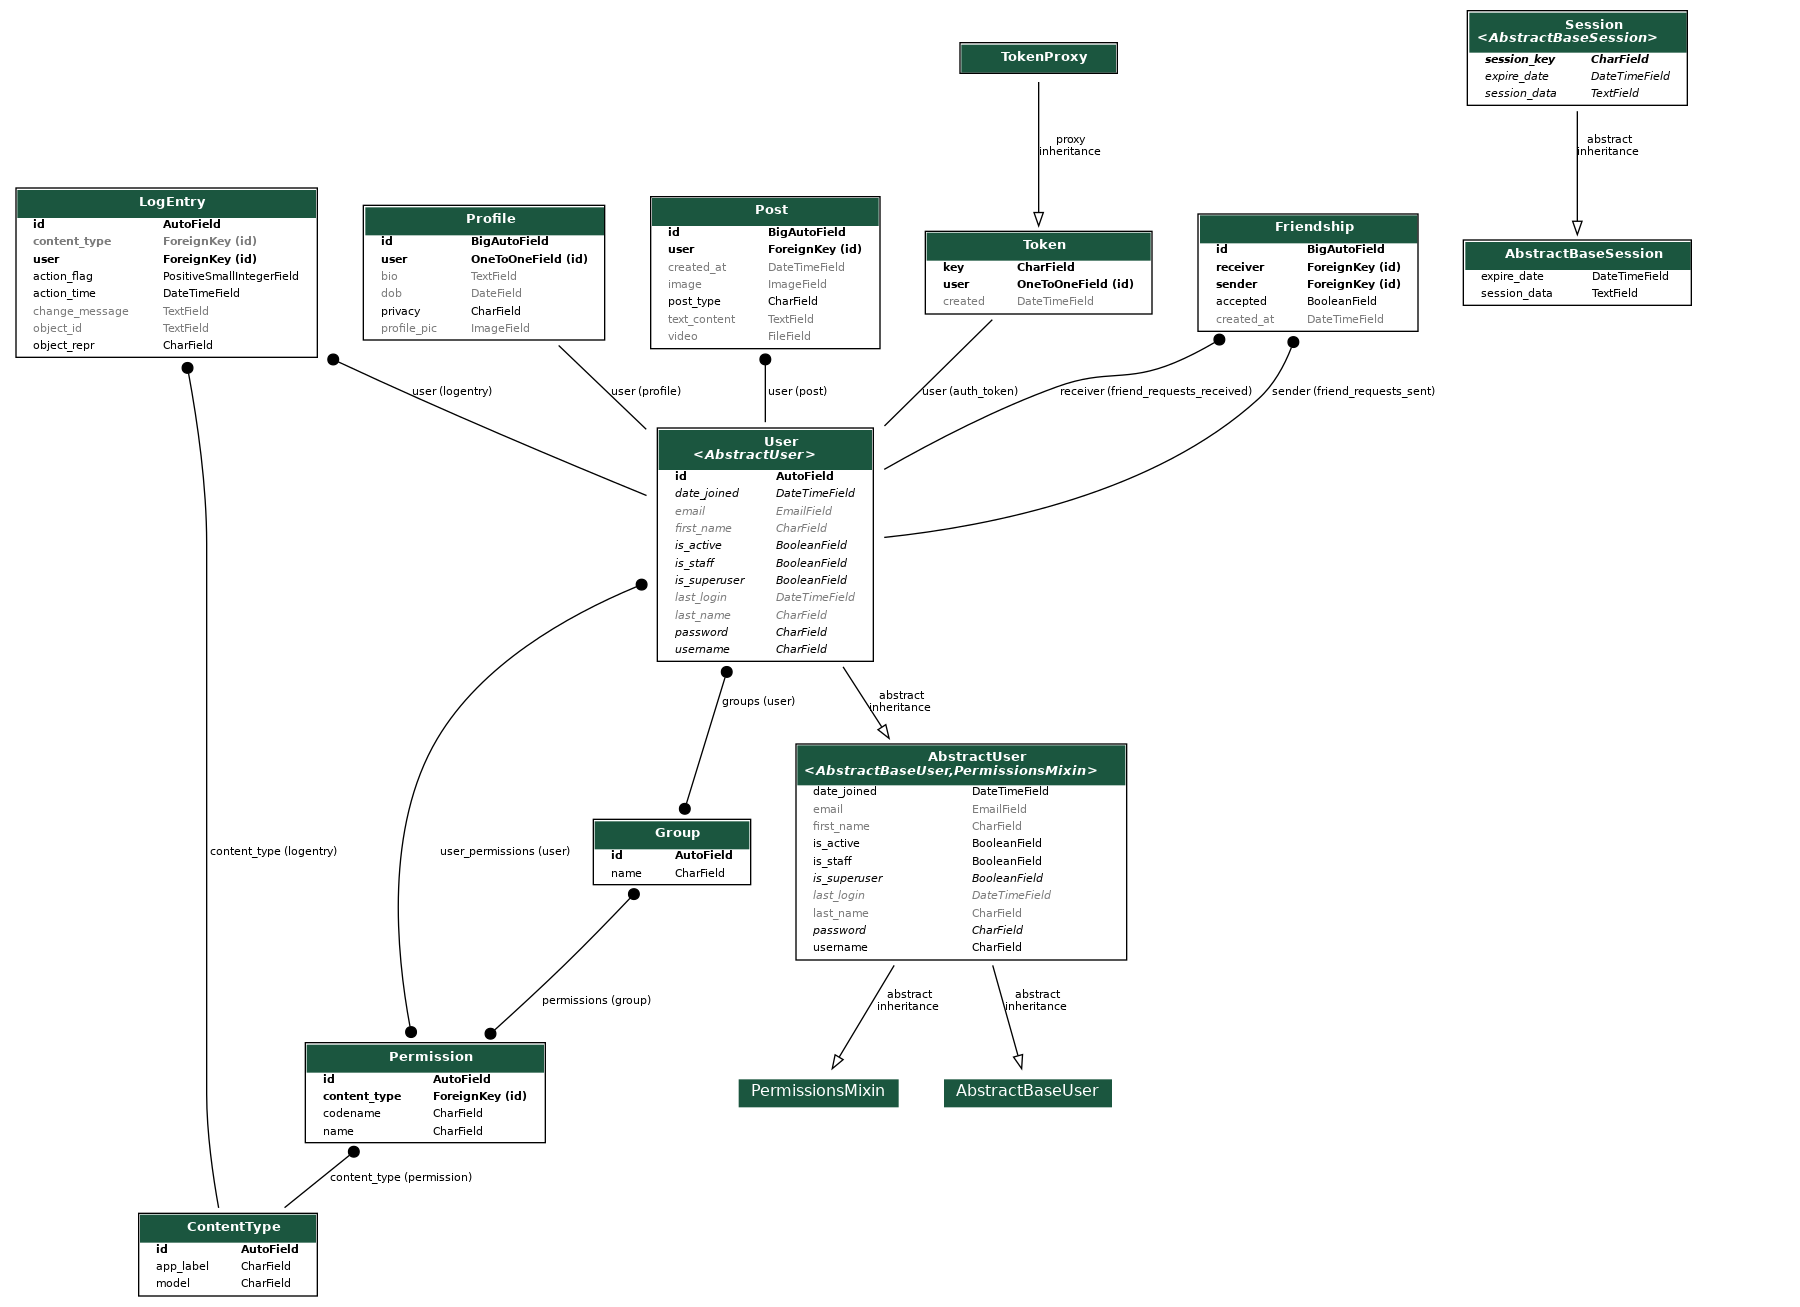 TokenProxy
proxy
inheritance
Session
<AbstractBaseSession>
session_key CharField
expire_date DateTimeField
session_data TextField
abstract
inheritance
LogEntry
id AutoField
content_type ForeignKey (id)
user ForeignKey (id)
action_flag PositiveSmallIntegerField
action_time DateTimeField
change_message TextField
object_id TextField
object_repr CharField
Profile
id BigAutoField
user OneToOneField (id)
bio TextField
dob DateField
privacy CharField
profile_pic ImageField
Post
id BigAutoField
user ForeignKey (id)
created_at DateTimeField
image ImageField
post_type CharField
text_content TextField
video FileField
Token
key CharField
user OneToOneField (id)
created DateTimeField
Friendship
id BigAutoField
receiver ForeignKey (id)
sender ForeignKey (id)
accepted BooleanField
created_at DateTimeField
AbstractBaseSession
expire_date DateTimeField
session_data TextField
user (logentry)
user (profile)
user (post)
user (auth_token)
receiver (friend_requests_received)
sender (friend_requests_sent)
User
<AbstractUser>
id AutoField
date_joined DateTimeField
email EmailField
first_name CharField
is_active BooleanField
is_staff BooleanField
is_superuser BooleanField
last_login DateTimeField
last_name CharField
password CharField
username CharField
groups (user)
abstract
inheritance
AbstractUser
<AbstractBaseUser,PermissionsMixin>
date_joined DateTimeField
email EmailField
first_name CharField
is_active BooleanField
is_staff BooleanField
is_superuser BooleanField
last_login DateTimeField
last_name CharField
password CharField
username CharField
content_type (logentry)
user_permissions (user)
Group
id AutoField
name CharField
permissions (group)
abstract
inheritance
abstract
inheritance
Permission
id AutoField
content_type ForeignKey (id)
codename CharField
name CharField
PermissionsMixin
AbstractBaseUser
content_type (permission)
ContentType
id AutoField
app_label CharField
model CharField